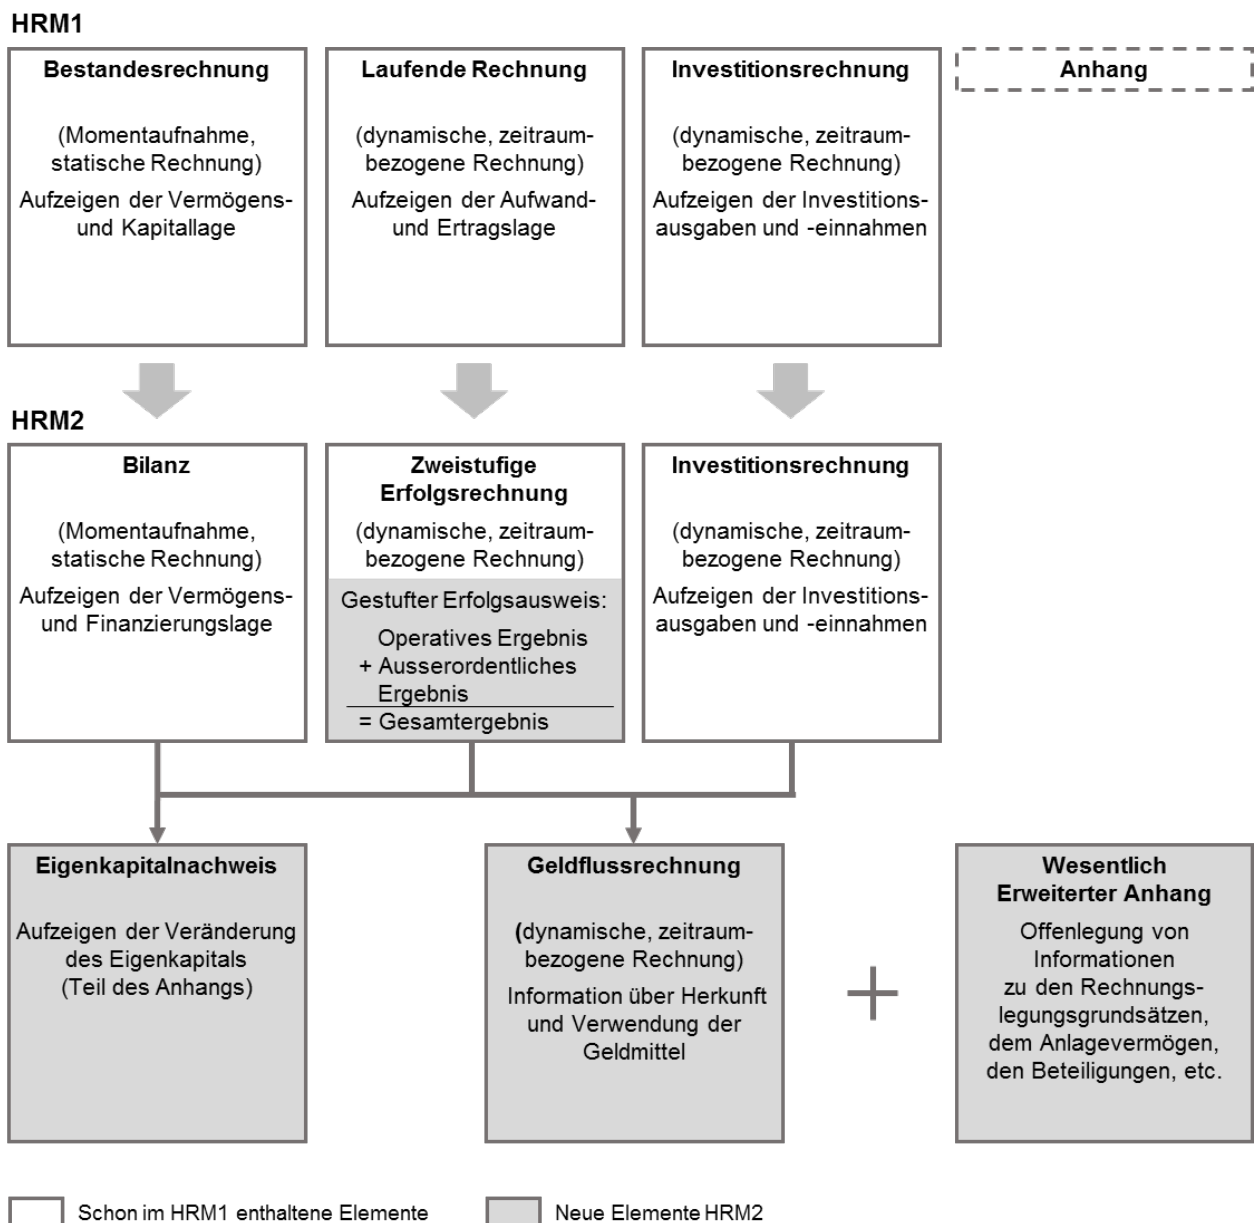 HRM1
Bestandesrechnung
(Momentaufnahme,
statische Rechnung)
Aufzeigen der Vermögens-
und Kapitallage
Laufende Rechnung
(dynamische, zeitraum-
bezogene Rechnung)
Aufzeigen der Aufwand-
und Ertragslage
Investitionsrechnung
(dynamische, zeitraum-
bezogene Rechnung)
Aufzeigen der Investitions-
ausgaben und -einnahmen
Anhang
HRM2
Bilanz
(Momentaufnahme,
statische Rechnung)
Aufzeigen der Vermögens-
und Finanzierungslage
Zweistufige
Erfolgsrechnung
(dynamische, zeitraum-
bezogene Rechnung)
Gestufter Erfolgsausweis:
Operatives Ergebnis
+ Ausserordentliches
Ergebnis
= Gesamtergebnis
Investitionsrechnung
(dynamische, zeitraum-
bezogene Rechnung)
Aufzeigen der Investitions-
ausgaben und -einnahmen
Eigenkapitalnachweis
Aufzeigen der Veränderung
des Eigenkapitals
(Teil des Anhangs)
Geldflussrechnung
(dynamische, zeitraum-
bezogene Rechnung)
Information über Herkunft
und Verwendung der
Geldmittel
+
Wesentlich
Erweiterter Anhang
Offenlegung von
Informationen
zu den Rechnungs-
legungsgrundsätzen,
dem Anlagevermögen,
den Beteiligungen, etc.
Schon im HRM1 enthaltene Elemente
Neue Elemente HRM2